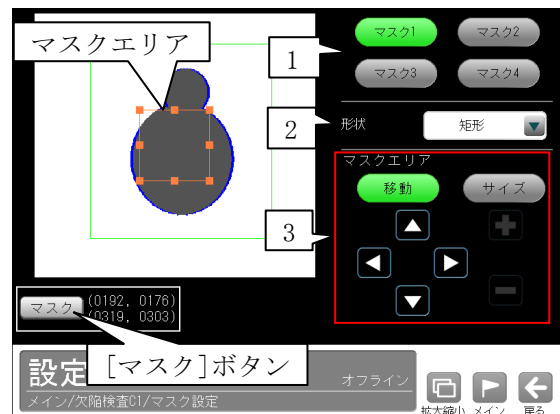 マスクエリア
1
マスク1
マスク2
マスク3
マスク4
2
形状
矩形
マスクエリア
移動
サイズ
3
マスク
(0192, 0176)
(0319, 0303)
[マスク]ボタン
設定
オフライン
メイン/欠陥検査C1/マスク設定
拡大縮小
メイン
戻る